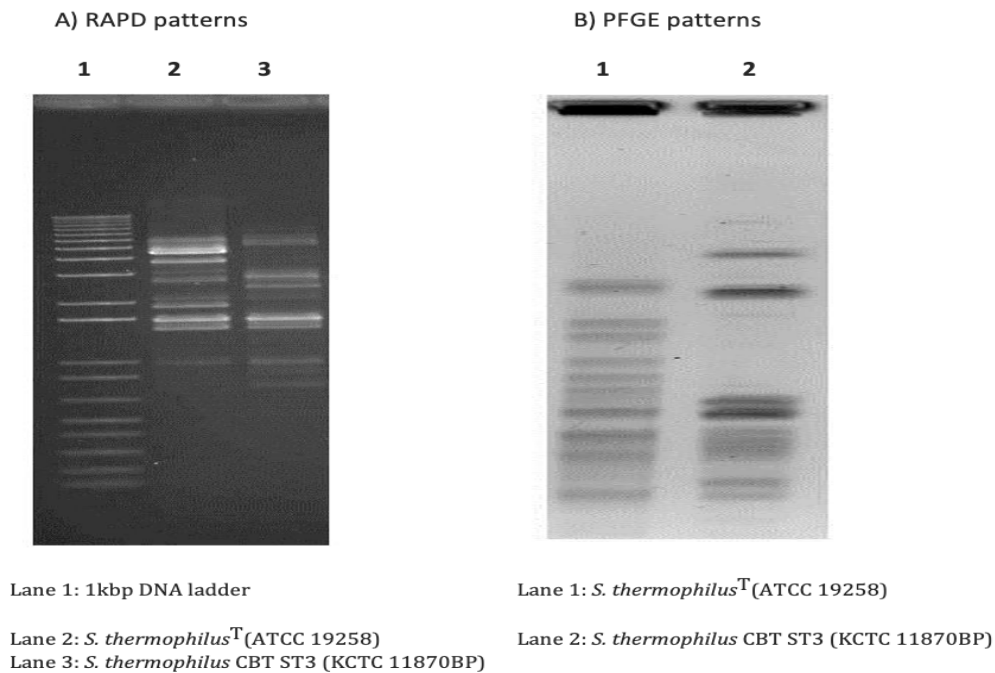 A) RAPD patterns
1 2 3
Lane 1: 1kbp DNA ladder
Lane 2: S. thermophilusT(ATCC 19258)
Lane 3: S. thermophilus CBT ST3 (KCTC 11870BP)
B) PFGE patterns
1 2
Lane 1: S. thermophilusT(ATCC 19258)
Lane 2: S. thermophilus CBT ST3 (KCTC 11870BP)